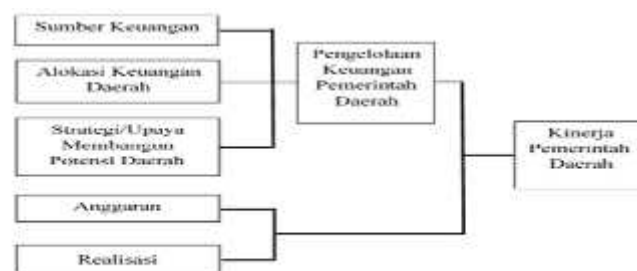 Sumber Keuangan
Alokasi Keuangan
Daerah
Strategi/Upaya
Membangun
Potensi Daerah
Anggaran
Realisasi
Pengelolaan
Keuangan
Pemerintah
Daerah
Kinerja
Pemerintah
Daerah